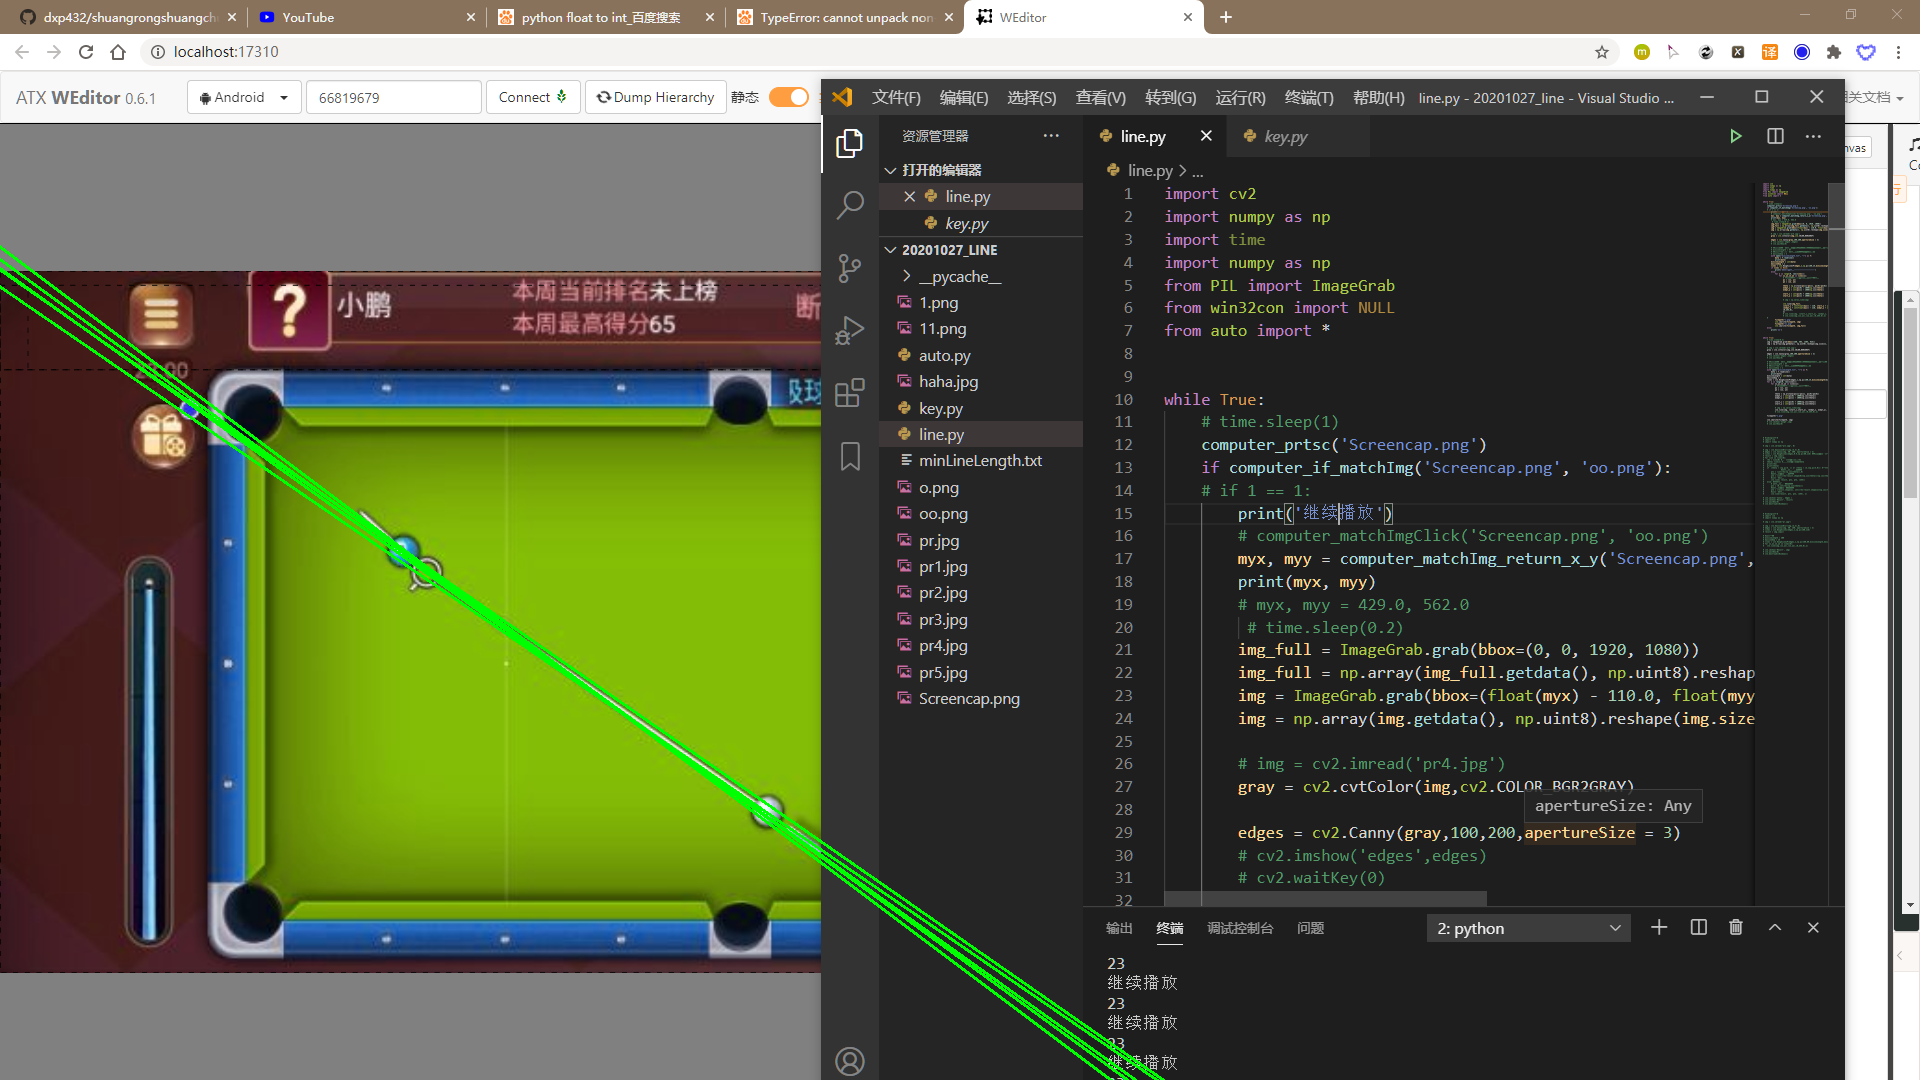 dxp432/shuangrongshuangch
YouTube
python float to int_百度搜索
TypeError: cannot unpack non
WEditor
localhost:17310
ATX WEditor 0.6.1
Android
66819679
Connect
Dump Hierarchy
静态
相关文档
小鹏
本周当前排名未上榜
本周最高得分65
断
文件(F)
编辑(E)
选择(S)
查看(V)
转到(G)
运行(R)
终端(T)
帮助(H)
line.py - 20201027_line - Visual Studio ...
资源管理器
打开的编辑器
line.py
key.py
20201027_LINE
__pycache__
1.png
11.png
auto.py
haha.jpg
key.py
line.py
minLineLength.txt
o.png
oo.png
pr.jpg
pr1.jpg
pr2.jpg
pr3.jpg
pr4.jpg
pr5.jpg
Screencap.png
line.py
key.py
line.py > ...
1 import cv2
2 import numpy as np
3 import time
4 import numpy as np
5 from PIL import ImageGrab
6 from win32con import NULL
7 from auto import *
8
9
10 while True:
11 # time.sleep(1)
12 computer_prtsc('Screencap.png')
13 if computer_if_matchImg('Screencap.png', 'oo.png'):
14 # if 1 == 1:
15 print('继续播放')
16 # computer_matchImgClick('Screencap.png', 'oo.png')
17 myx, myy = computer_matchImg_return_x_y('Screencap.png',
18 print(myx, myy)
19 # myx, myy = 429.0, 562.0
20 # time.sleep(0.2)
21 img_full = ImageGrab.grab(bbox=(0, 0, 1920, 1080))
22 img_full = np.array(img_full.getdata(), np.uint8).reshap
23 img = ImageGrab.grab(bbox=(float(myx) - 110.0, float(myy
24 img = np.array(img.getdata(), np.uint8).reshape(img.size
25
26 # img = cv2.imread('pr4.jpg')
27 gray = cv2.cvtColor(img,cv2.COLOR_BGR2GRAY)
28
apertureSize: Any
29 edges = cv2.Canny(gray,100,200,apertureSize = 3)
30 # cv2.imshow('edges',edges)
31 # cv2.waitKey(0)
32
输出
终端
调试控制台
问题
2: python
23
继续播放
23
继续播放
23
继续播放